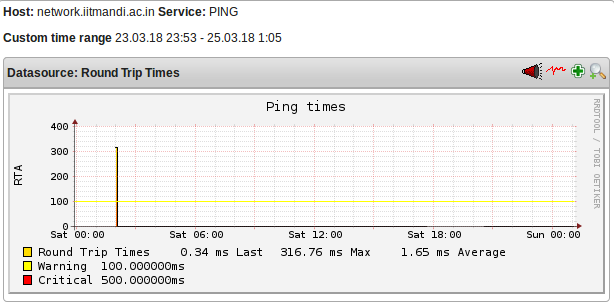 Host: network.iitmandi.ac.in Service: PING
Custom time range 23.03.18 23:53 - 25.03.18 1:05
Datasource: Round Trip Times
Ping times
RRDTOOL / TOBI OETIKER
RTA
400
300
200
100
0
Sat 00:00 Sat 06:00 Sat 12:00 Sat 18:00 Sun 00:00
Round Trip Times 0.34 ms Last 316.76 ms Max 1.65 ms Average
Warning 100.000000ms
Critical 500.000000ms